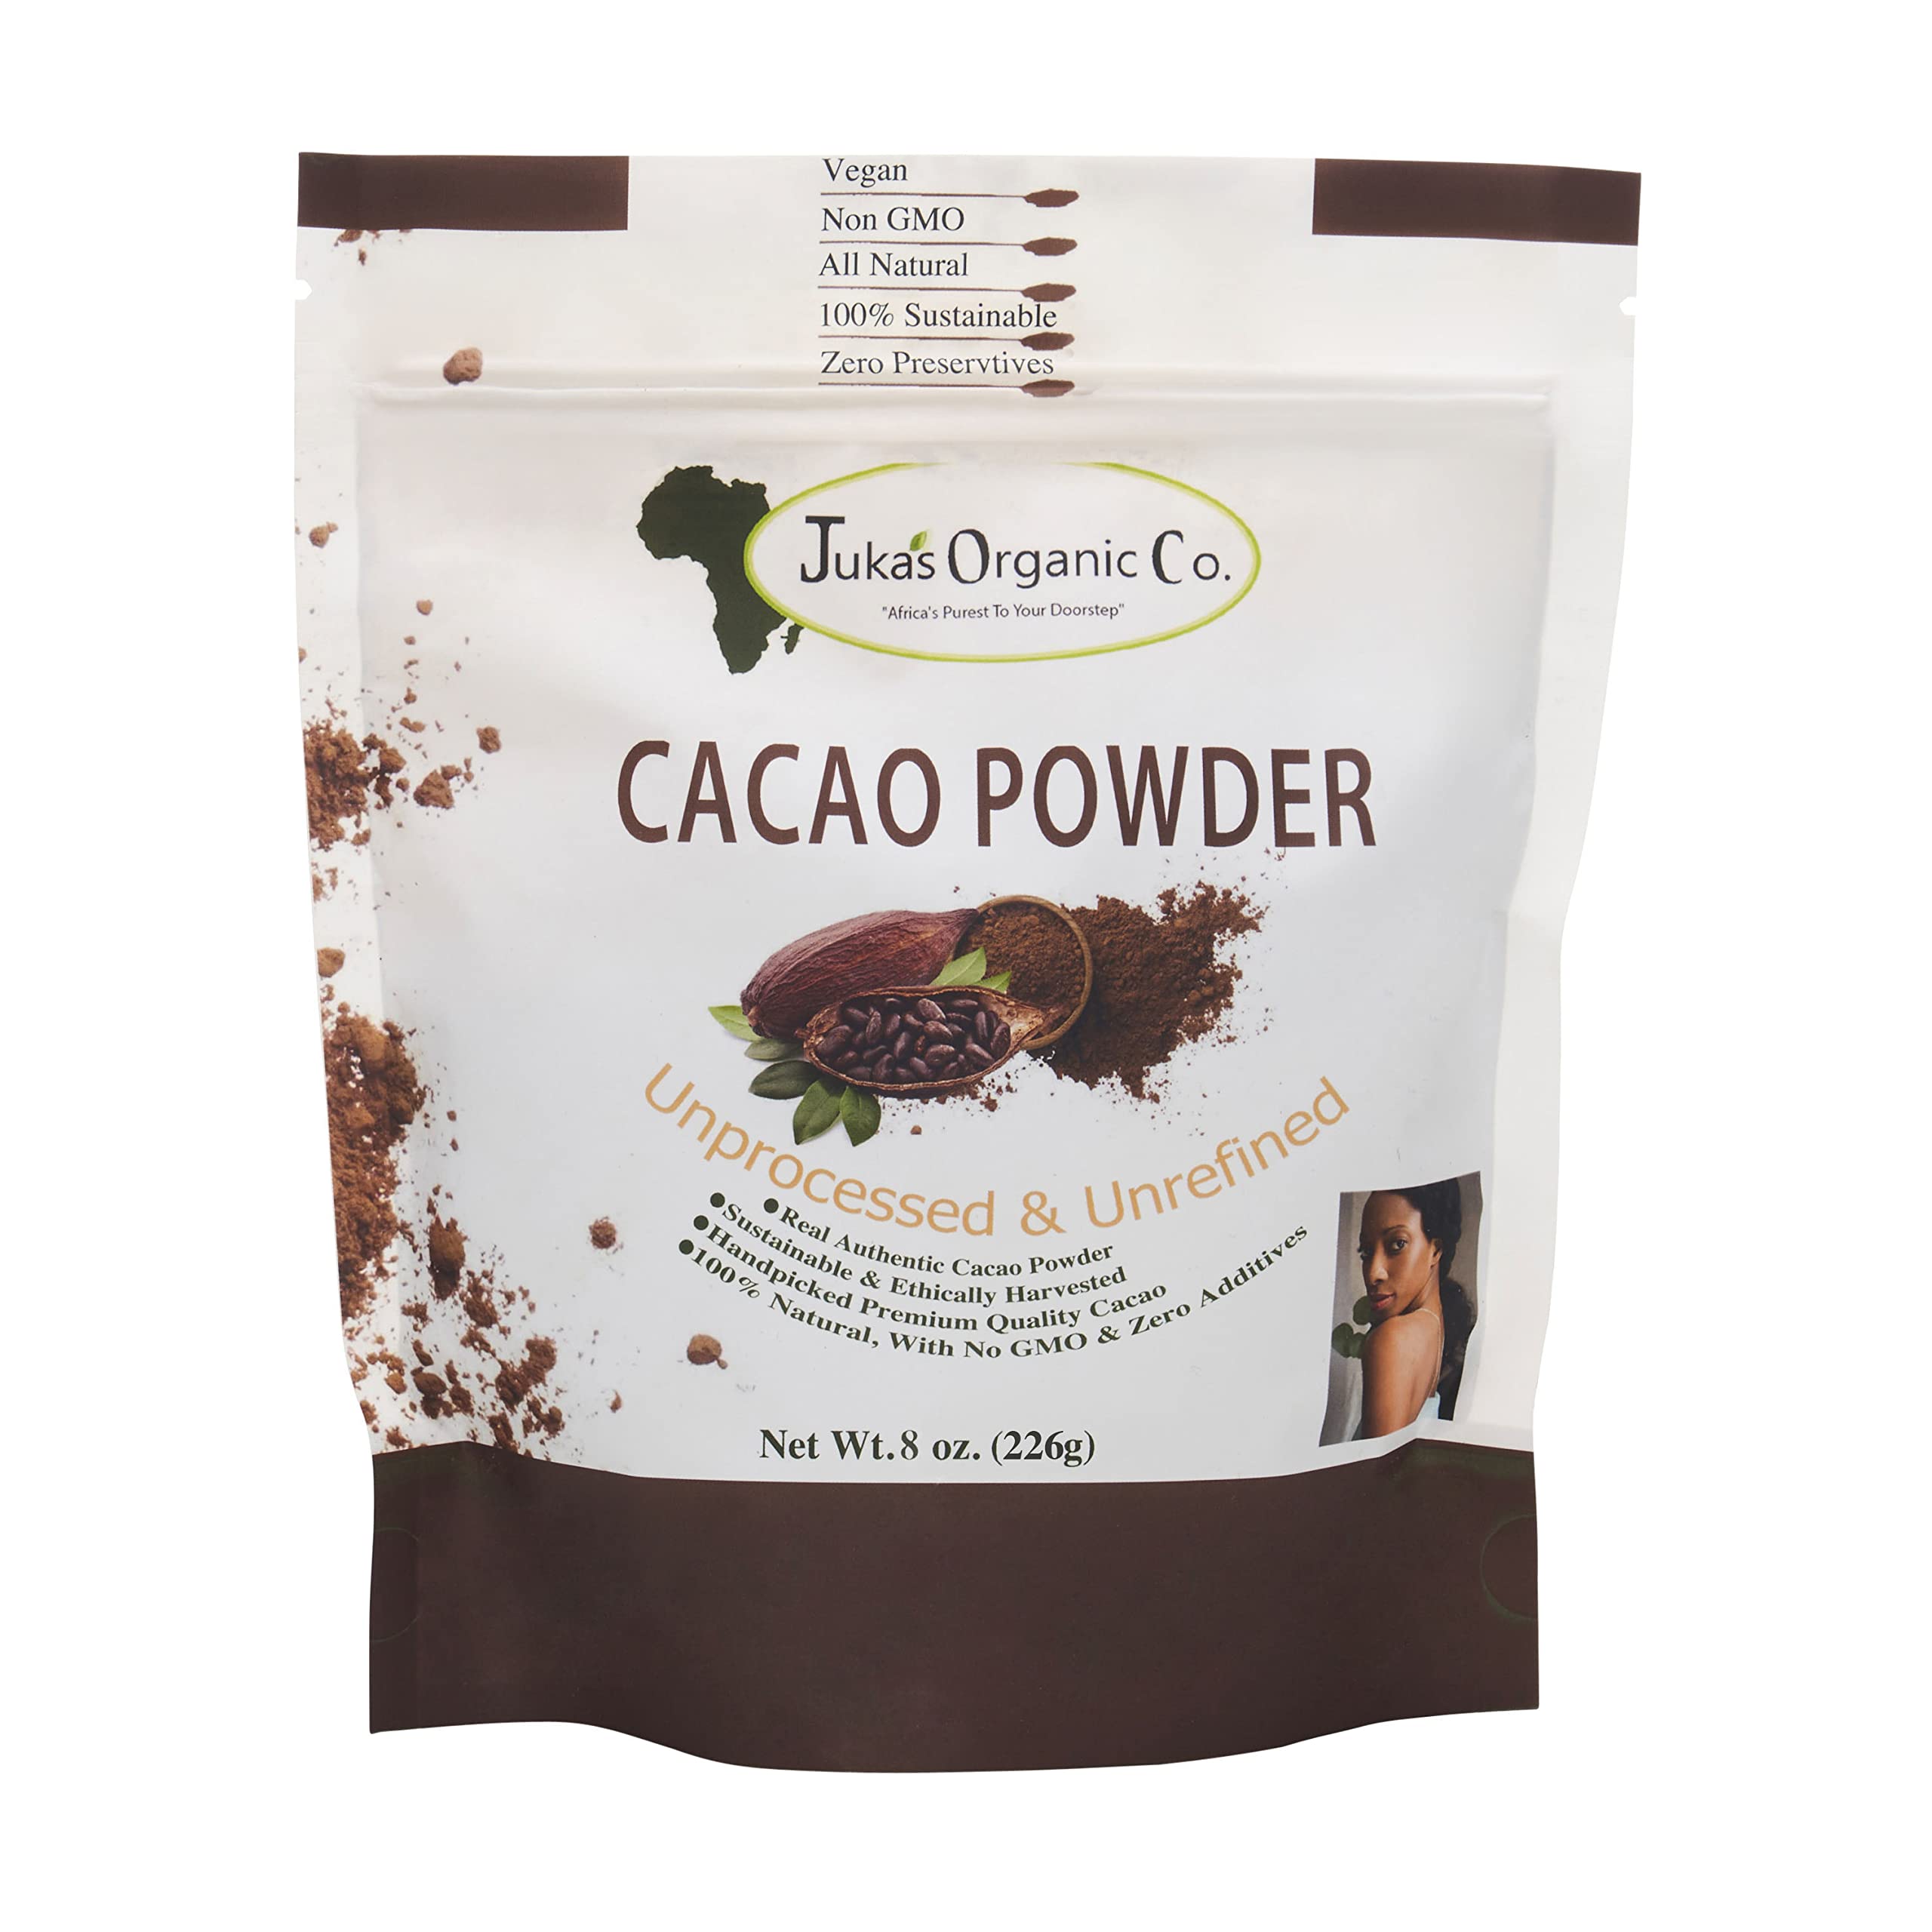 Vegan
Non GMO
All Natural
100% Sustainable
Zero Preservtives
Juka's Organic Co.
"Africa's Purest To Your Doorstep"
CACAO POWDER
Unprocessed & Unrefined
●Real Authentic Cacao Powder
●Sustainable & Ethically Harvested
●Handpicked Premium Quality Cacao
●100% Natural, With No GMO & Zero Additives
Net Wt.8 oz. (226g)